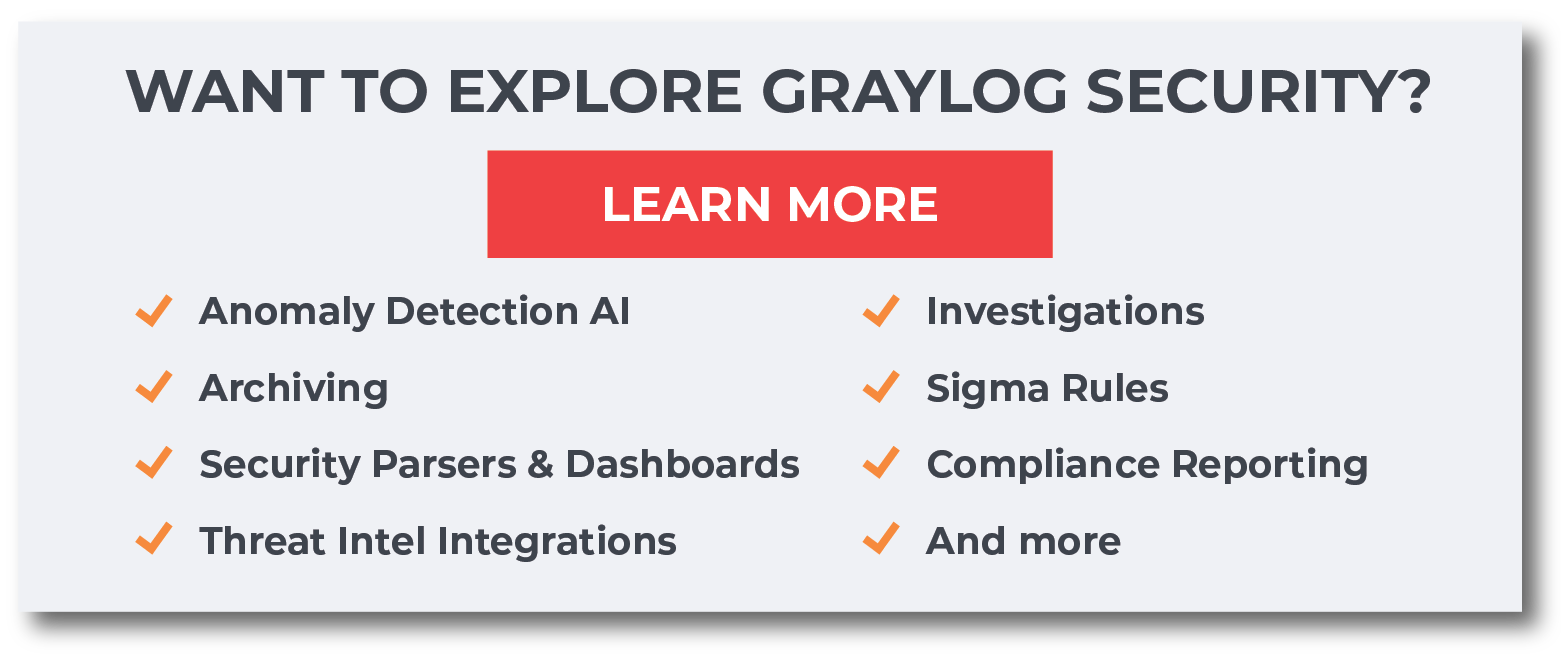 WANT TO EXPLORE GRAYLOG SECURITY?
LEARN MORE
Anomaly Detection AI
Archiving
Security Parsers & Dashboards
Threat Intel Integrations
Investigations
Sigma Rules
Compliance Reporting
And more